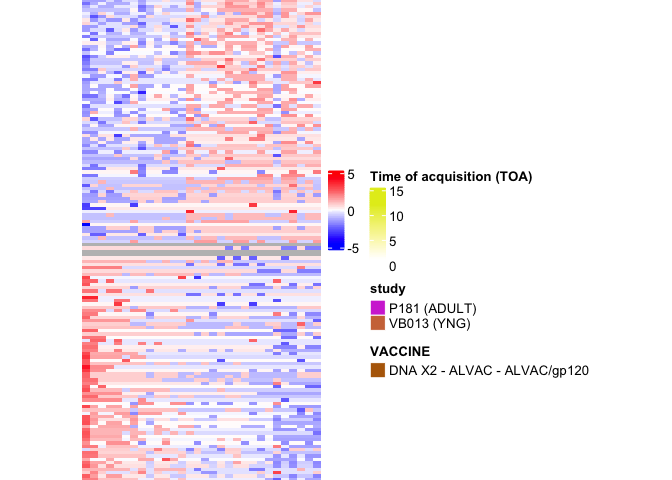 5
0
-5
Time of acquisition (TOA)
15
10
5
0
study
P181 (ADULT)
VB013 (YNG)
VACCINE
DNA X2 - ALVAC - ALVAC/gp120